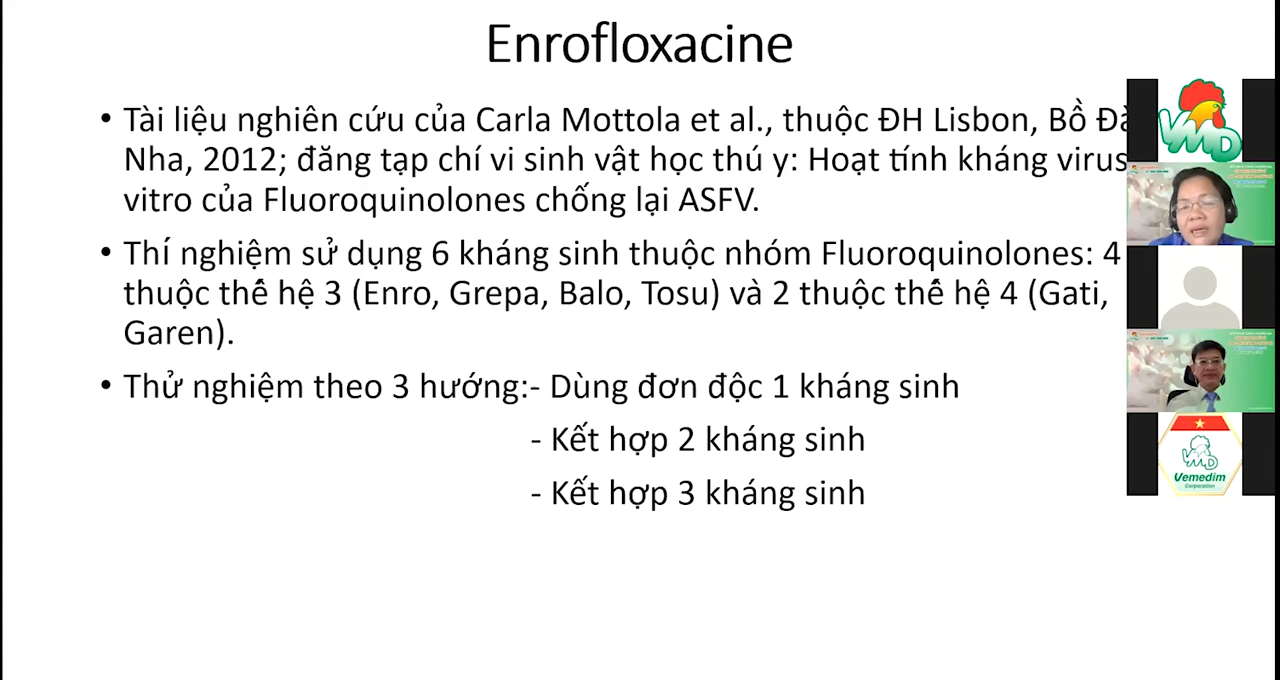 Enrofloxacine
• Tài liệu nghiên cứu của Carla Mottola et al., thuộc ĐH Lisbon, Bồ
Nha, 2012; đăng tạp chí vi sinh vật học thú y: Hoạt tính kháng virus
vitro của Fluoroquinolones chống lại ASFV.
• Thí nghiệm sử dụng 6 kháng sinh thuộc nhóm Fluoroquinolones: 4
thuộc thế hệ 3 (Enro, Grepa, Balo, Tosu) và 2 thuộc thế hệ 4 (Gati,
Garen).
• Thử nghiệm theo 3 hướng:- Dùng đơn độc 1 kháng sinh
- Kết hợp 2 kháng sinh
- Kết hợp 3 kháng sinh
VMD
VMD
Vemedim
Corporation